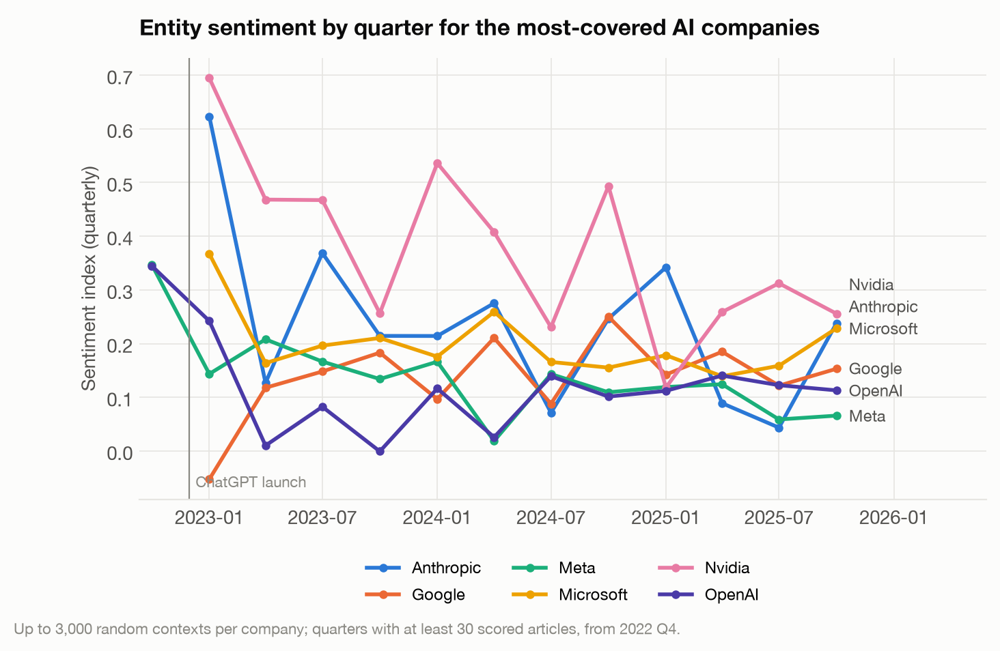 Entity sentiment by quarter for the most-covered AI companies
Sentiment index (quarterly)
0.7
0.6
0.5
0.4
0.3
0.2
0.1
0.0
Nvidia
Anthropic
Microsoft
Google
OpenAI
Meta
ChatGPT launch
2023-01 2023-07 2024-01 2024-07 2025-01 2025-07 2026-01
Anthropic Meta Nvidia
Google Microsoft OpenAI
Up to 3,000 random contexts per company; quarters with at least 30 scored articles, from 2022 Q4.